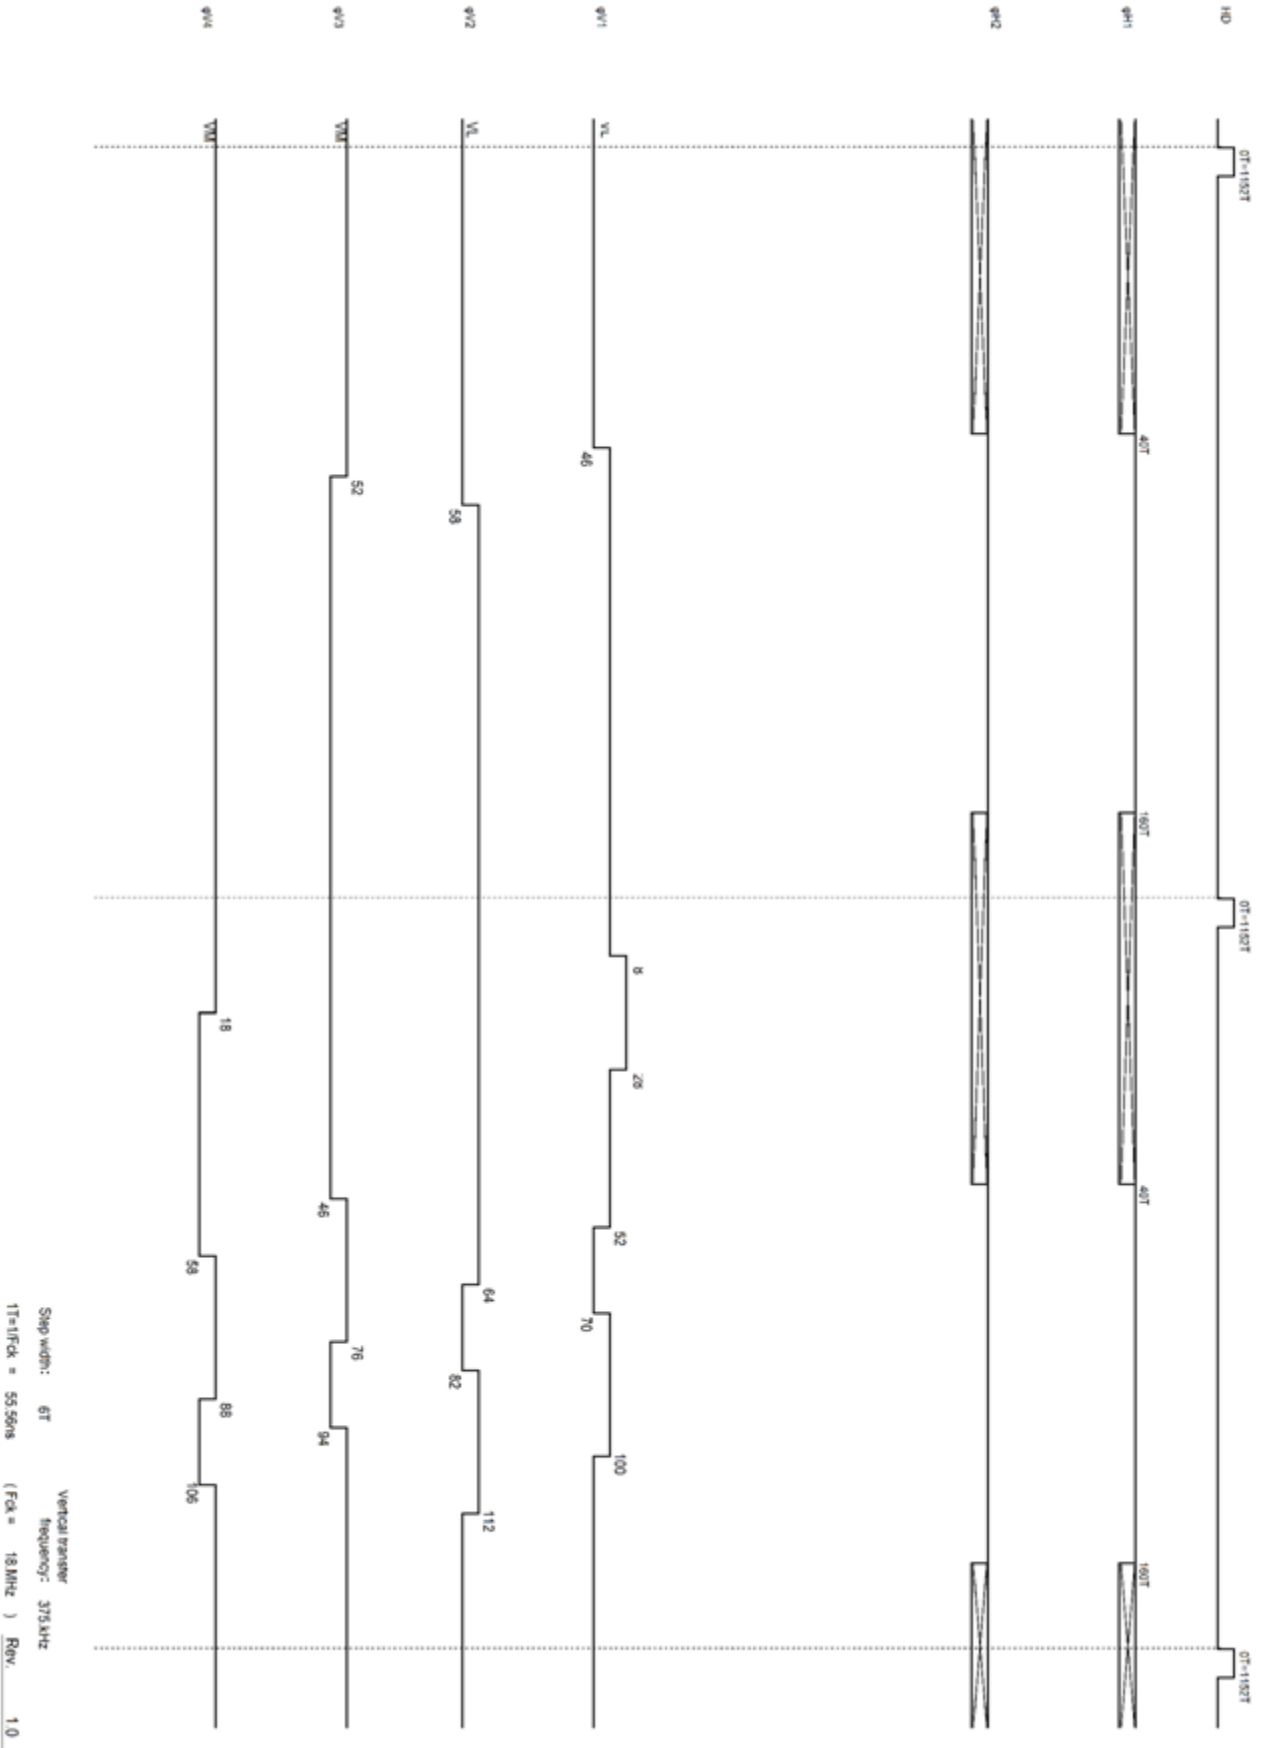 HD
0T=1152T
0T=1152T
0T=1152T
φH1
40T
160T
40T
160T
φH2
φV1
VL
46
8
28
52
70
100
φV2
VL
58
64
82
112
φV3
VM
52
46
76
94
φV4
VM
18
58
88
106
Vertical transfer
Step width: 6T frequency: 375.kHz
1T=1/Fck = 55.56ns (Fck = 18.MHz ) Rev. 1.0